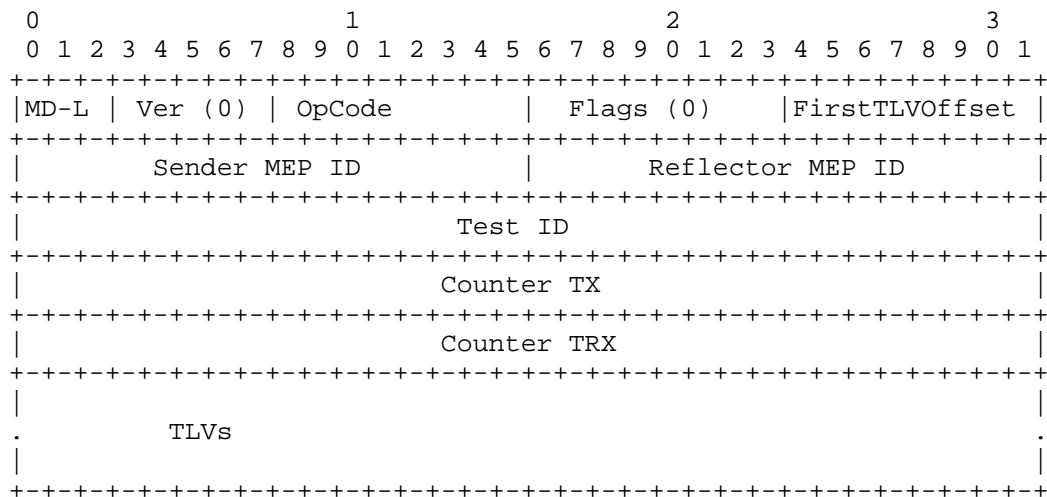 0                   1                   2                   3
 0 1 2 3 4 5 6 7 8 9 0 1 2 3 4 5 6 7 8 9 0 1 2 3 4 5 6 7 8 9 0 1
+-+-+-+-+-+-+-+-+-+-+-+-+-+-+-+-+-+-+-+-+-+-+-+-+-+-+-+-+-+-+-+-+
|MD-L | Ver (0) | OpCode        |  Flags (0)    |FirstTLVOffset |
+-+-+-+-+-+-+-+-+-+-+-+-+-+-+-+-+-+-+-+-+-+-+-+-+-+-+-+-+-+-+-+-+
|        Sender MEP ID          |       Reflector MEP ID        |
+-+-+-+-+-+-+-+-+-+-+-+-+-+-+-+-+-+-+-+-+-+-+-+-+-+-+-+-+-+-+-+-+
|                           Test ID                             |
+-+-+-+-+-+-+-+-+-+-+-+-+-+-+-+-+-+-+-+-+-+-+-+-+-+-+-+-+-+-+-+-+
|                          Counter TX                           |
+-+-+-+-+-+-+-+-+-+-+-+-+-+-+-+-+-+-+-+-+-+-+-+-+-+-+-+-+-+-+-+-+
|                          Counter TRX                          |
+-+-+-+-+-+-+-+-+-+-+-+-+-+-+-+-+-+-+-+-+-+-+-+-+-+-+-+-+-+-+-+-+
|                                                               |
.         TLVs                                                  .
|                                                               |
+-+-+-+-+-+-+-+-+-+-+-+-+-+-+-+-+-+-+-+-+-+-+-+-+-+-+-+-+-+-+-+-+